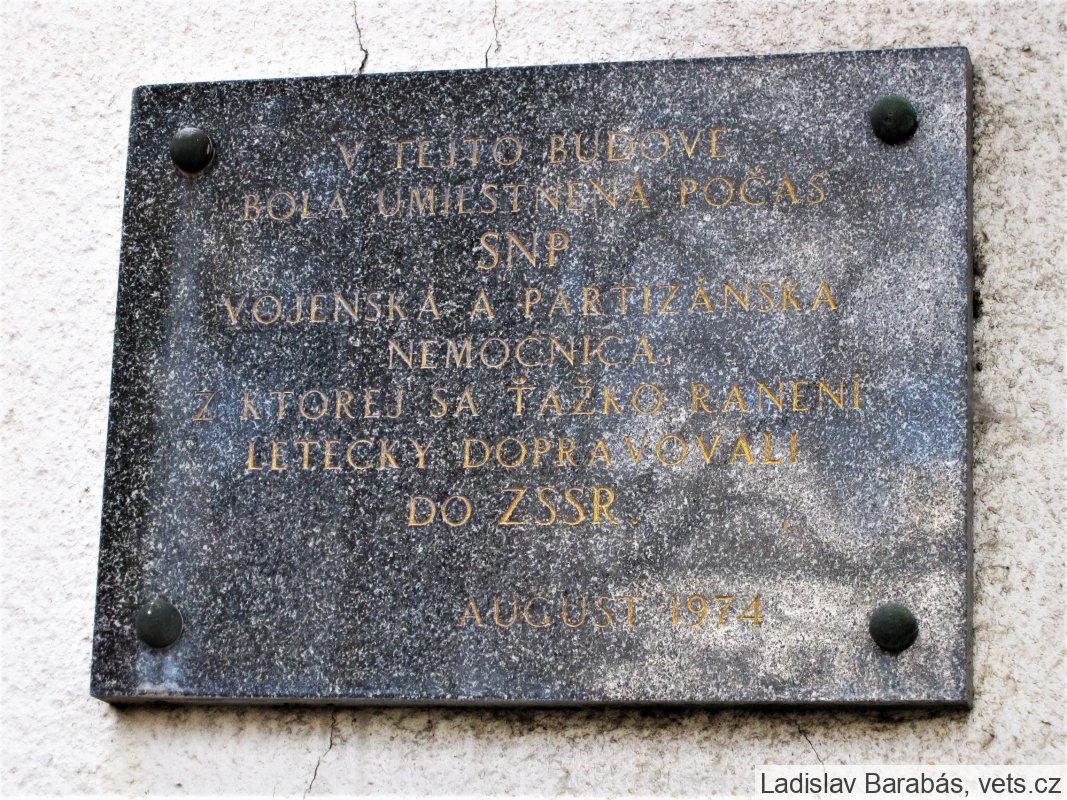 V TEJTO BUDOVE
BOLA UMIESTNENÁ POČAS
SNP
VOJENSKÁ A PARTIZÁNSKA
NEMOCNICA,
Z KTOREJ SA ŤAŽKO RANENÍ
LETECKY DOPRAVOVALI
DO ZSSR.
AUGUST 1974
Ladislav Barabás, vets.cz